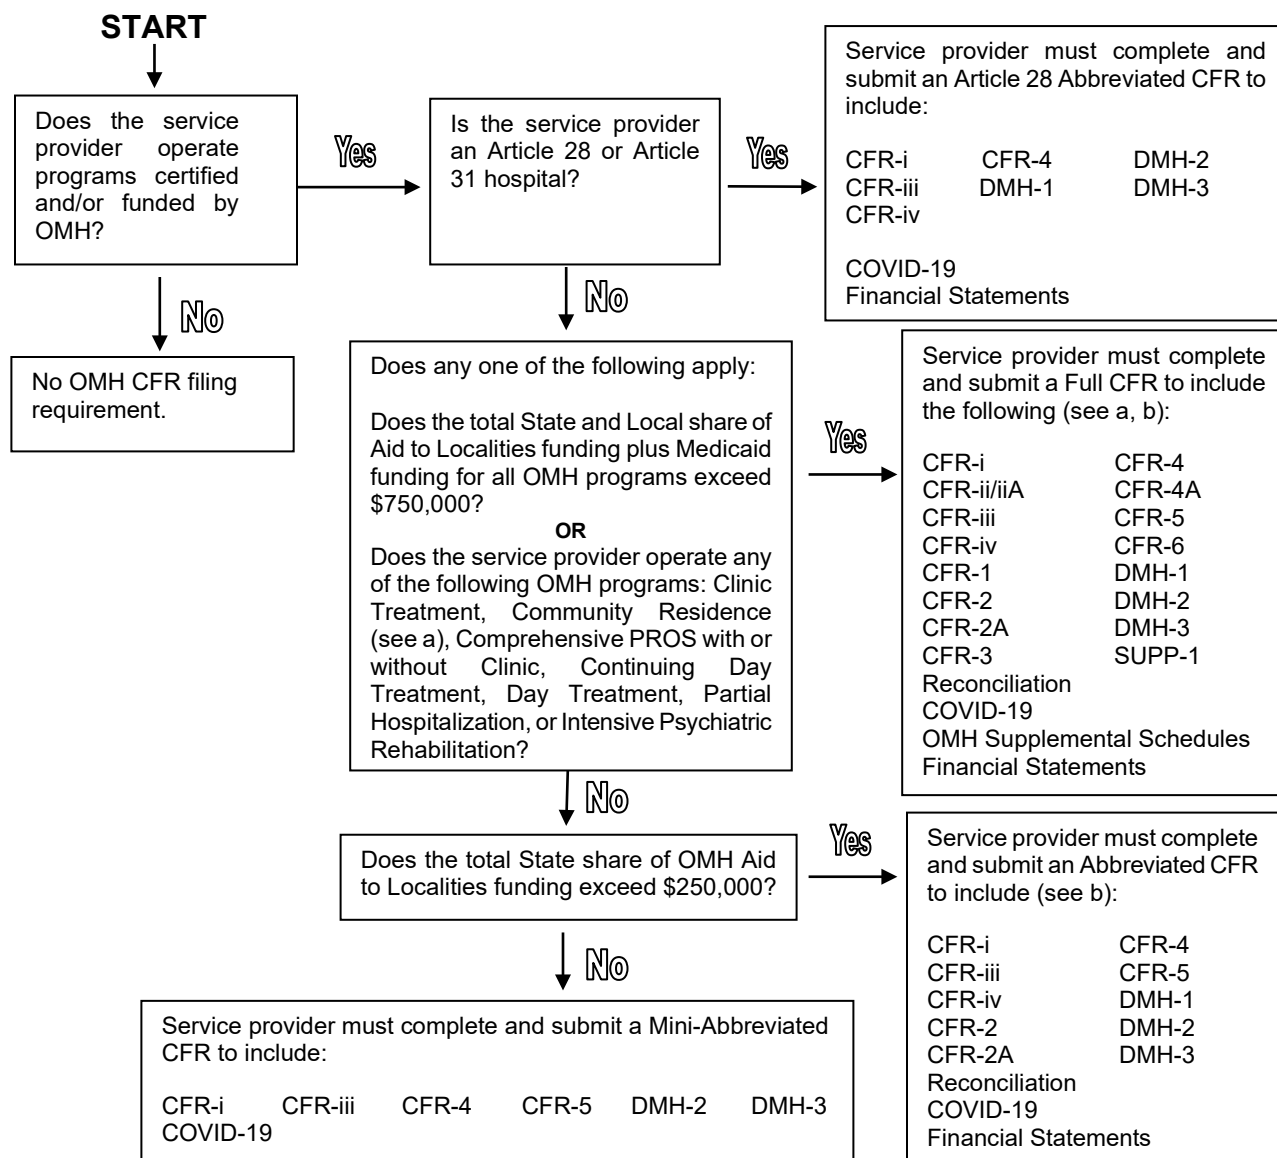 START
Does the service
provider operate
programs certified
and/or funded by
OMH?
Yes
Is the service provider
an Article 28 or Article
31 hospital?
Yes
Service provider must complete and
submit an Article 28 Abbreviated CFR to
include:
CFR-i CFR-4 DMH-2
CFR-iii DMH-1 DMH-3
CFR-iv
COVID-19
Financial Statements
No
No OMH CFR filing
requirement.
No
Does any one of the following apply:
Does the total State and Local share of
Aid to Localities funding plus Medicaid
funding for all OMH programs exceed
$750,000?
OR
Does the service provider operate any
of the following OMH programs: Clinic
Treatment, Community Residence
(see a), Comprehensive PROS with or
without Clinic, Continuing Day
Treatment, Day Treatment, Partial
Hospitalization, or Intensive Psychiatric
Rehabilitation?
Yes
Service provider must complete
and submit a Full CFR to include
the following (see a, b):
CFR-i CFR-4
CFR-ii/iiA CFR-4A
CFR-iii CFR-5
CFR-iv CFR-6
CFR-1 DMH-1
CFR-2 DMH-2
CFR-2A DMH-3
CFR-3 SUPP-1
Reconciliation
COVID-19
OMH Supplemental Schedules
Financial Statements
No
Does the total State share of OMH Aid
to Localities funding exceed $250,000?
Yes
Service provider must complete
and submit an Abbreviated CFR
to include (see b):
CFR-i CFR-4
CFR-iii CFR-5
CFR-iv DMH-1
CFR-2 DMH-2
CFR-2A DMH-3
Reconciliation
COVID-19
Financial Statements
No
Service provider must complete and submit a Mini-Abbreviated
CFR to include:
CFR-i CFR-iii CFR-4 CFR-5 DMH-2 DMH-3
COVID-19